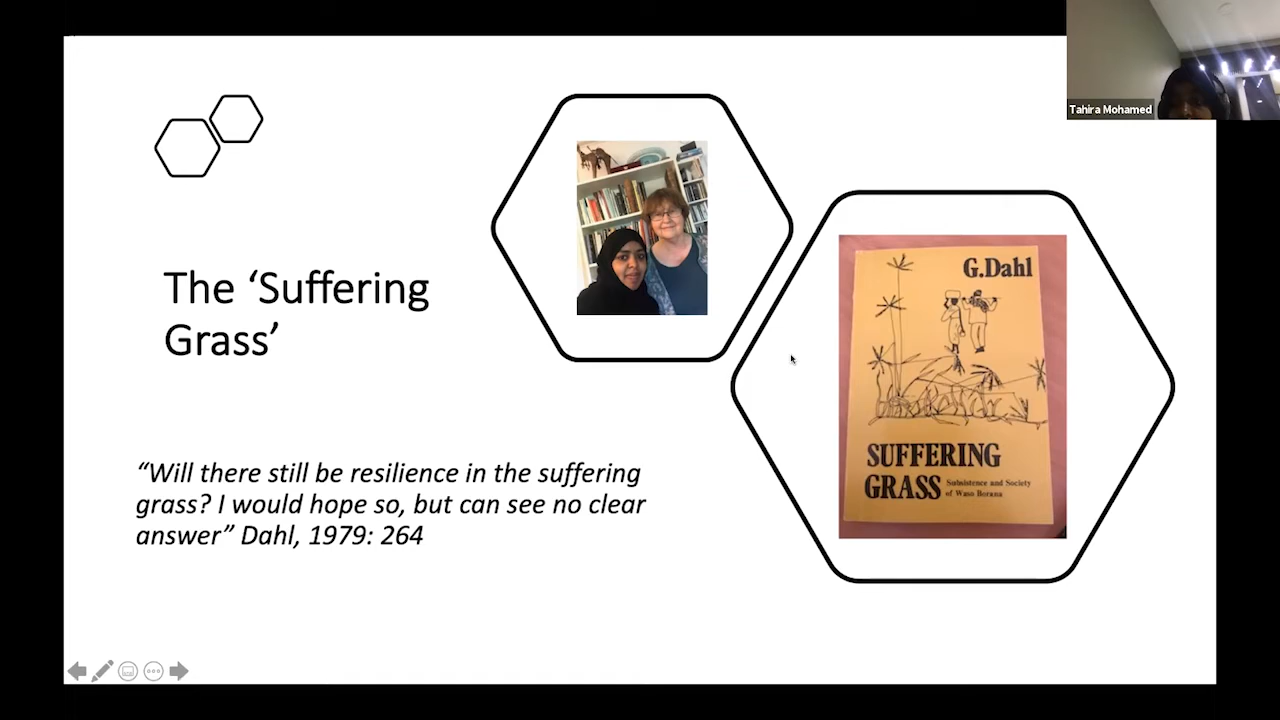 Tahira Mohamed
The ‘Suffering
Grass’
“Will there still be resilience in the suffering
grass? I would hope so, but can see no clear
answer” Dahl, 1979: 264
G.Dahl
SUFFERING
GRASS
Subsistence and Society
of Waso Borana